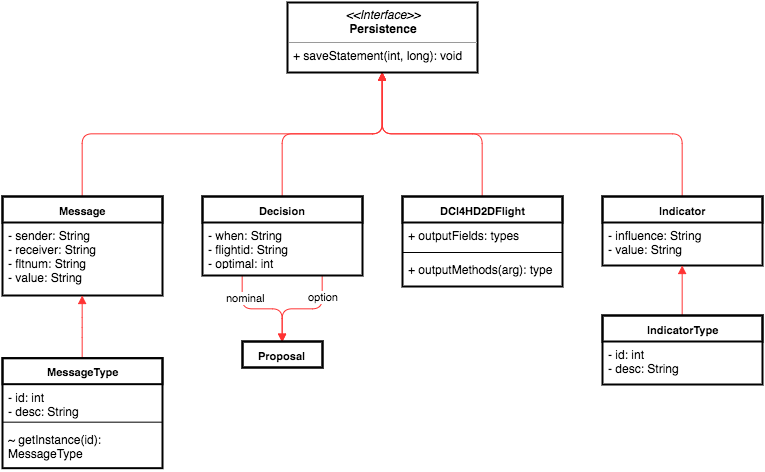 <<Interface>>
Persistence
+ saveStatement(int, long): void
Message
- sender: String
- receiver: String
- fltnum: String
- value: String
Decision
- when: String
- flightid: String
- optimal: int
DCI4HD2DFlight
+ outputFields: types
+ outputMethods(arg): type
Indicator
- influence: String
- value: String
nominal
option
Proposal
MessageType
- id: int
- desc: String
~ getInstance(id):
MessageType
IndicatorType
- id: int
- desc: String